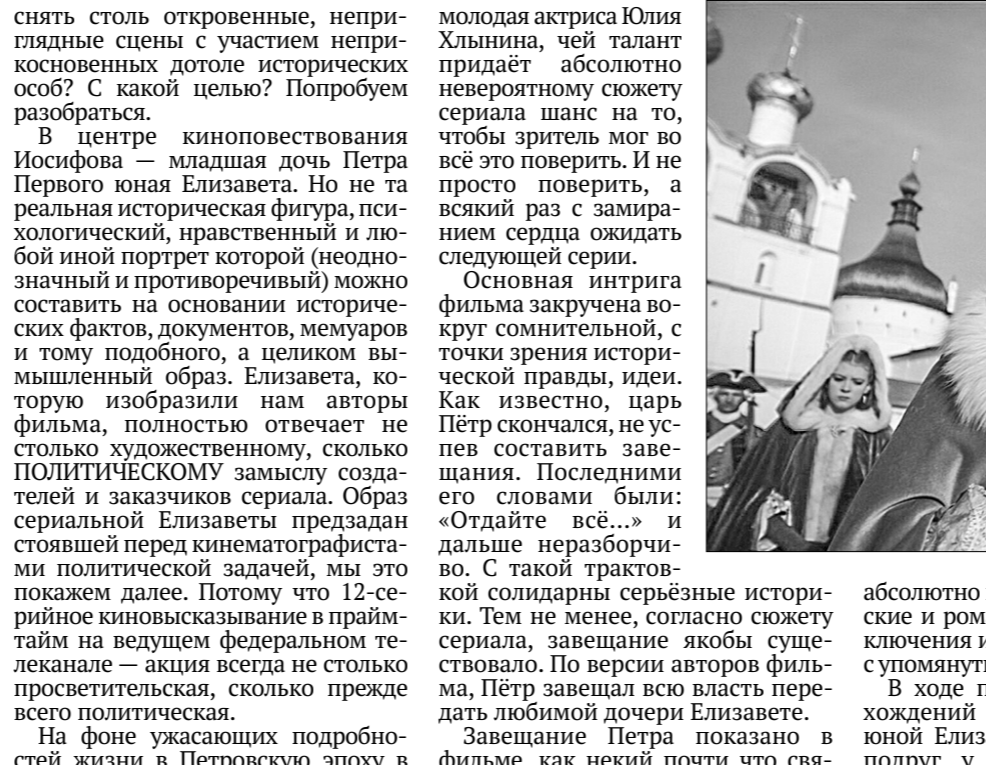 снять столь откровенные, непри-
глядные сцены с участием непри-
косновенных дотоле исторических
особ? С какой целью? Попробуем
разобраться.
В центре киноповествования
Иосифова — младшая дочь Петра
Первого юная Елизавета. Но не та
реальная историческая фигура, пси-
хологический, нравственный и лю-
бой иной портрет которой (неодно-
значный и противоречивый) можно
составить на основании историче-
ских фактов, документов, мемуаров
и тому подобного, а целиком вы-
мышленный образ. Елизавета, ко-
торую изобразили нам авторы
фильма, полностью отвечает не
столько художественному, сколько
ПОЛИТИЧЕСКОМУ замыслу созда-
телей и заказчиков сериала. Образ
сериальной Елизаветы предзадан
стоявшей перед кинематографиста-
ми политической задачей, мы это
покажем далее. Потому что 12-се-
рийное киновысказывание в прайм-
тайм на ведущем федеральном те-
леканале — акция всегда не столько
просветительская, сколько прежде
всего политическая.
На фоне ужасающих подробно-
стей жизни в Петровскую эпоху в
молодая актриса Юлия
Хлынина, чей талант
придаёт абсолютно
невероятному сюжету
сериала шанс на то,
чтобы зритель мог во
всё это поверить. И не
просто поверить, а
всякий раз с замира-
нием сердца ожидать
следующей серии.
Основная интрига
фильма закручена во-
круг сомнительной, с
точки зрения истори-
ческой правды, идеи.
Как известно, царь
Пётр скончался, не ус-
пев составить заве-
щания. Последними
его словами были:
«Отдайте всё...» и
дальше неразборчи-
во. С такой трактов-
кой солидарны серьёзные истори-
ки. Тем не менее, согласно сюжету
сериала, завещание якобы суще-
ствовало. По версии авторов филь-
ма, Пётр завещал всю власть пере-
дать любимой дочери Елизавете.
Завещание Петра показано в
фильме, как некий почти что свя-
абсолютно
ские и ром
ключения и
с упомянут
В ходе п
хождений
юной Елиз
подруг, у